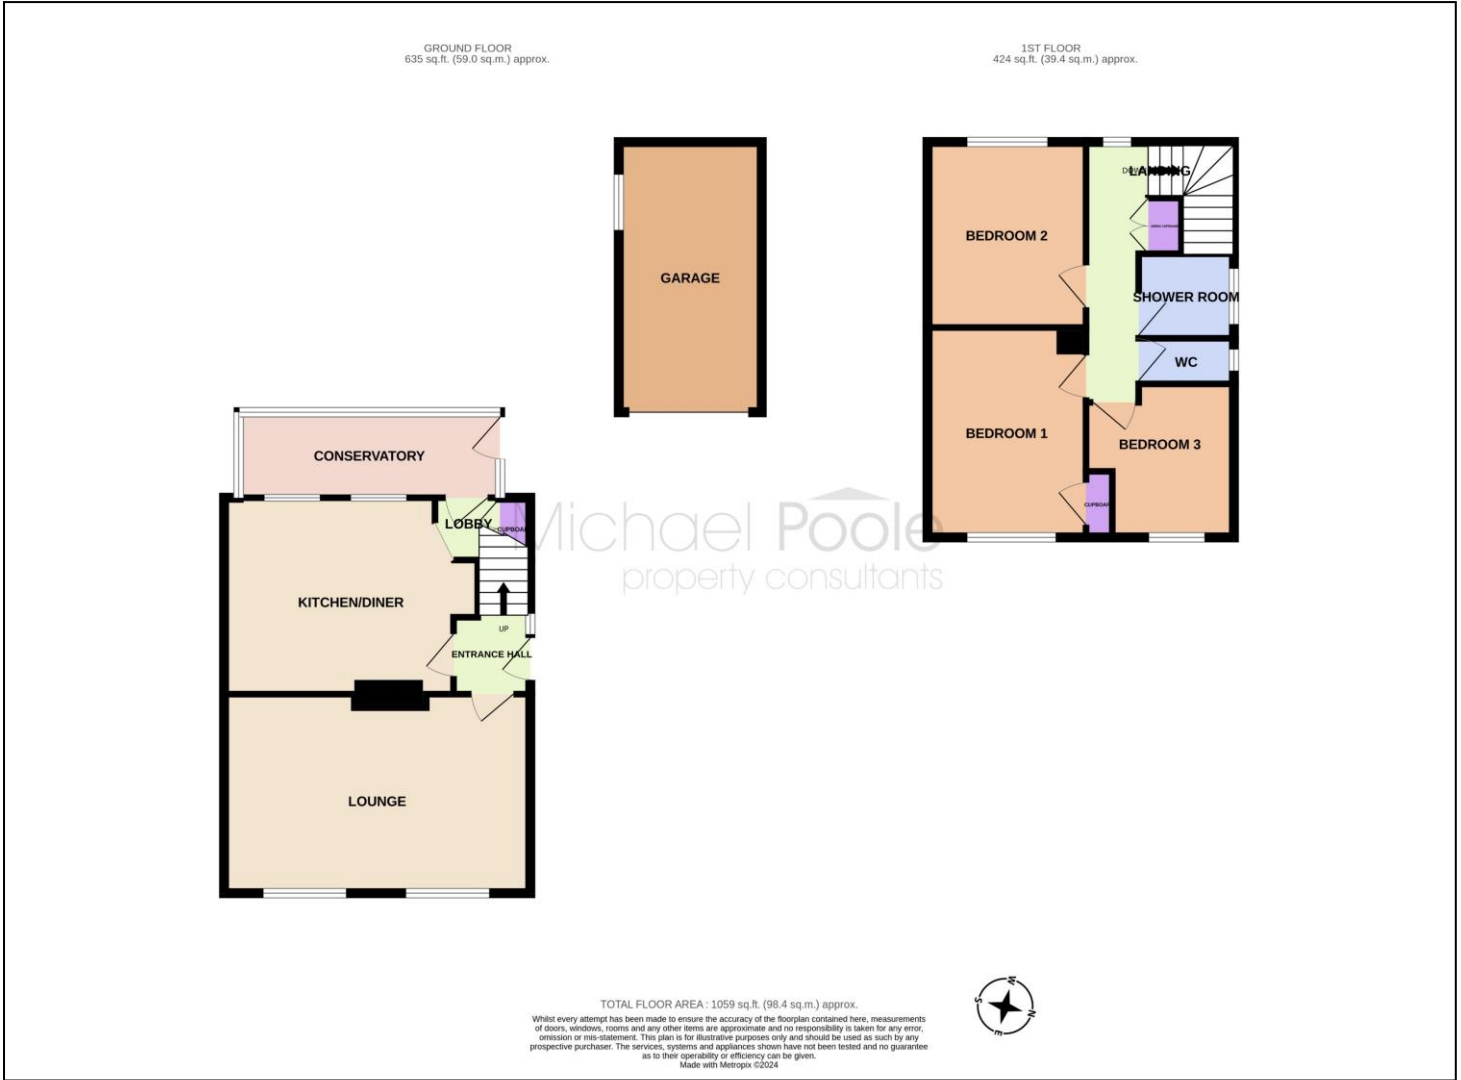 GROUND FLOOR
635 sq.ft. (59.0 sq.m.) approx.
1ST FLOOR
424 sq.ft. (39.4 sq.m.) approx.
GARAGE
BEDROOM 2
LANDING
SHOWER ROOM
WC
BEDROOM 1
BEDROOM 3
CUPBOARD
CONSERVATORY
LOBBY
CUPBOARD
KITCHEN/DINER
UP
ENTRANCE HALL
LOUNGE
Michael Poole
property consultants
W
S
N
E
TOTAL FLOOR AREA : 1059 sq.ft. (98.4 sq.m.) approx.
Whilst every attempt has been made to ensure the accuracy of the floorplan contained here, measurements
of doors, windows, rooms and any other items are approximate and no responsibility is taken for any error,
omission or mis-statement. This plan is for illustrative purposes only and should be used as such by any
prospective purchaser. The services, systems and appliances shown have not been tested and no guarantee
as to their operability or efficiency can be given.
Made with Metropix ©2024